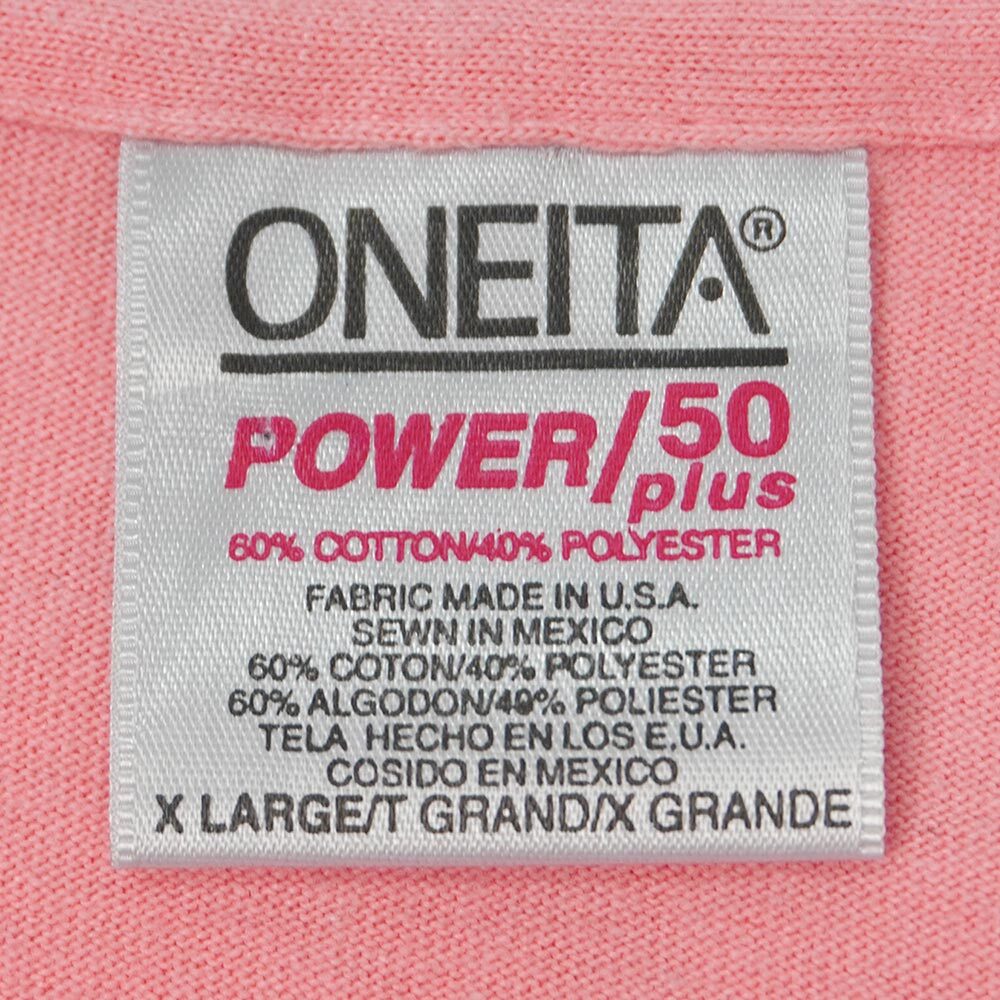 ONEITA®
POWER/50 plus
60% COTTON/40% POLYESTER
FABRIC MADE IN U.S.A.
SEWN IN MEXICO
60% COTON/40% POLYESTER
60% ALGODON/40% POLIESTER
TELA HECHO EN LOS E.U.A.
COSIDO EN MEXICO
X LARGE/T GRAND/X GRANDE